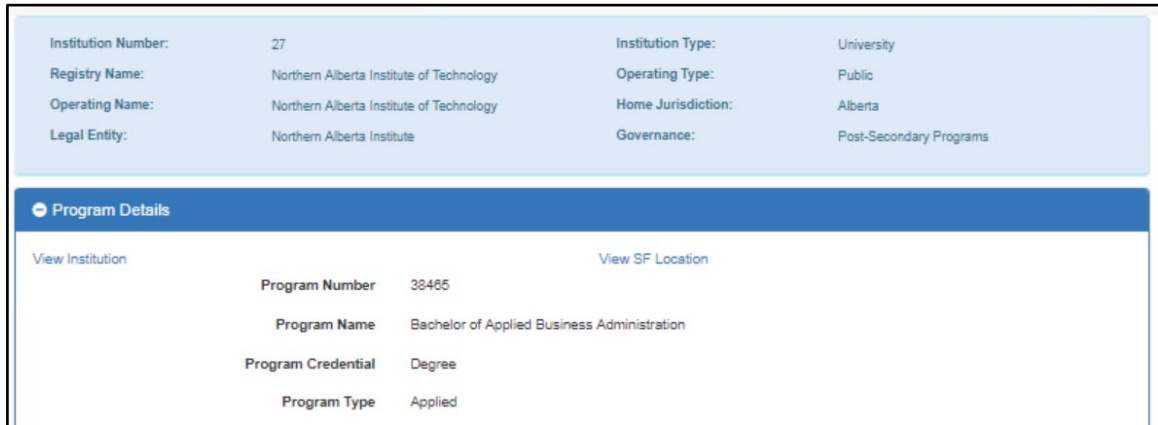 Institution Number: 27 Institution Type: University
Registry Name: Northern Alberta Institute of Technology Operating Type: Public
Operating Name: Northern Alberta Institute of Technology Home Jurisdiction: Alberta
Legal Entity: Northern Alberta Institute Governance: Post-Secondary Programs
Program Details
View Institution View SF Location
Program Number 38465
Program Name Bachelor of Applied Business Administration
Program Credential Degree
Program Type Applied